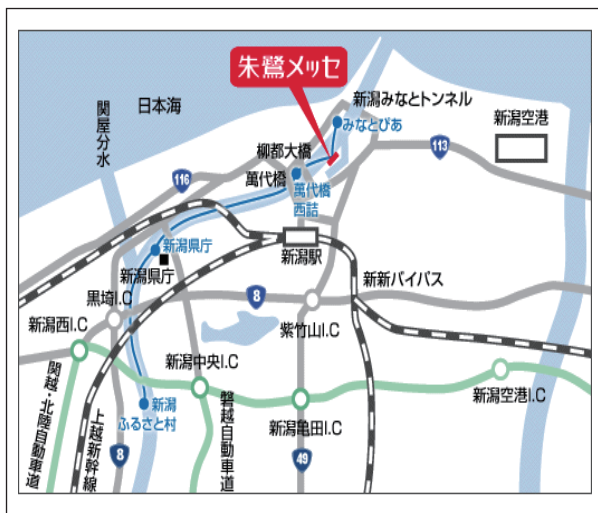 朱鷺メッセ
関屋分水
日本海
新潟みなとトンネル
みなとぴあ
新潟空港
柳都大橋
113
116
萬代橋
萬代橋
西詰
新潟県庁
新潟県庁
新潟駅
新新バイパス
黒埼I.C
8
紫竹山I.C
新潟西I.C
新潟中央I.C
新潟空港I.C
新潟
ふるさと村
新潟亀田I.C
関越・北陸自動車道
上越新幹線
8
磐越自動車道
49